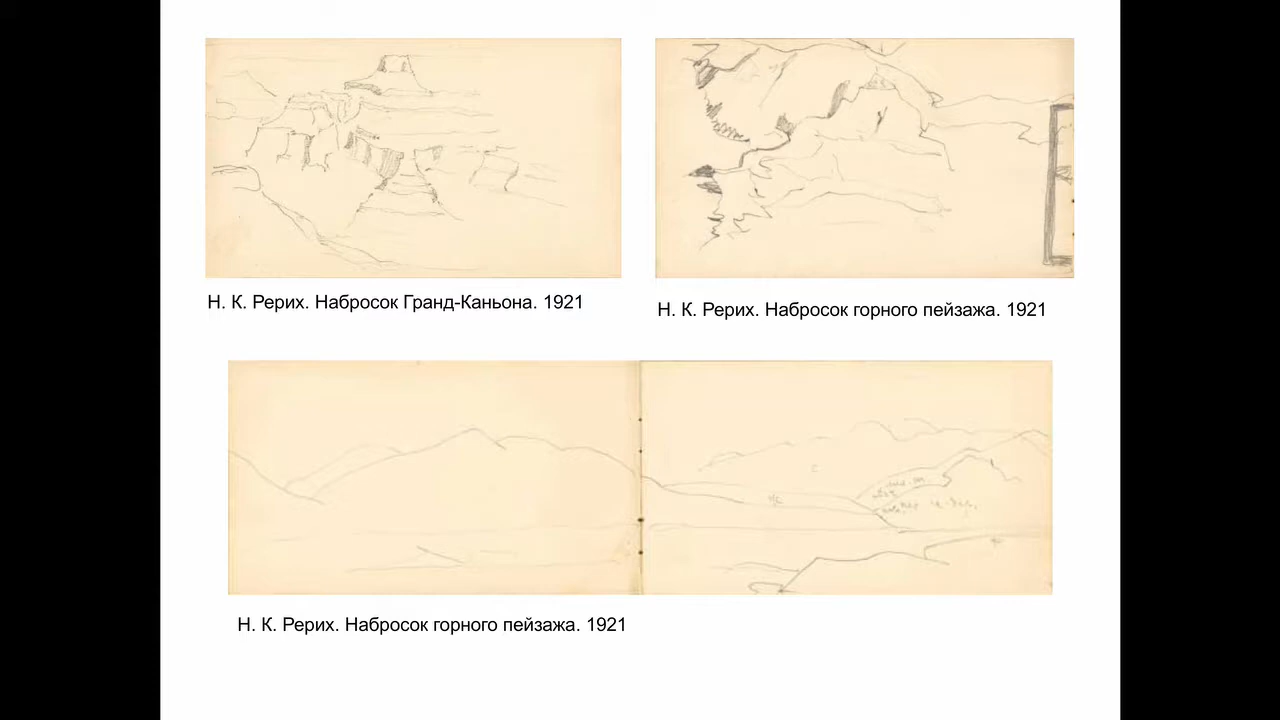 Н. К. Рерих. Набросок Гранд-Каньона. 1921
Н. К. Рерих. Набросок горного пейзажа. 1921
Н. К. Рерих. Набросок горного пейзажа. 1921